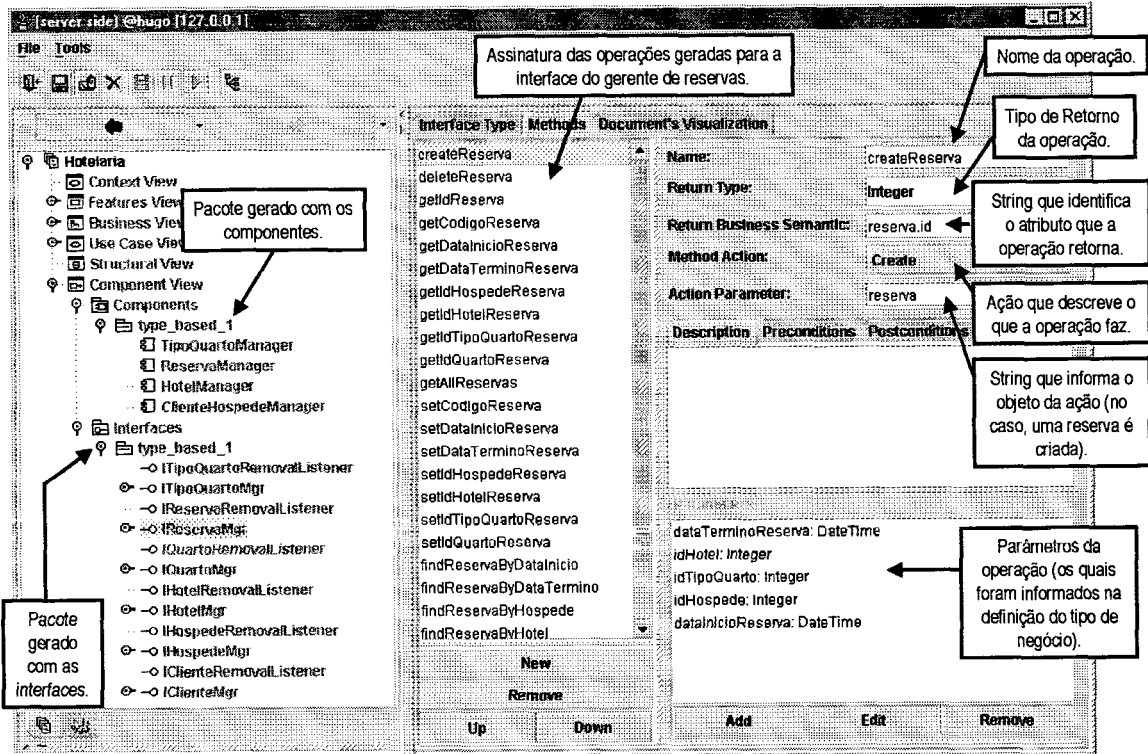 [server side] @hugo [127.0.0.1]
File Tools
Assinatura das operações geradas para a
interface do gerente de reservas.
Nome da operação.
Tipo de Retorno
da operação.
String que identifica
o atributo que a
operação retorna.
Ação que descreve o
que a operação faz.
String que informa o
objeto da ação (no
caso, uma reserva é
criada).
Parâmetros da
operação (os quais
foram informados na
definição do tipo de
negócio).
Pacote gerado com os
componentes.
Pacote
gerado
com as
interfaces.
Hotelaria
Context View
Features View
Business View
Use Case View
Structural View
Component View
Components
type_based_1
TipoQuartoManager
ReservaManager
HotelManager
ClienteHospedeManager
Interfaces
type_based_1
ITipoQuartoRemovalListener
ITipoQuartoMgr
IReservaRemovalListener
IReservaMgr
IQuartoRemovalListener
IQuartoMgr
IHotelRemovalListener
IHotelMgr
IHospedeRemovalListener
IHospedeMgr
IClienteRemovalListener
IClienteMgr
Interface Type Methods Document's Visualization
createReserva
deleteReserva
getIdReserva
getCodigoReserva
getDataInicioReserva
getDataTerminoReserva
getIdHospedeReserva
getIdHotelReserva
getIdTipoQuartoReserva
getIdQuartoReserva
getAllReservas
setCodigoReserva
setDataInicioReserva
setDataTerminoReserva
setIdHospedeReserva
setIdHotelReserva
setIdTipoQuartoReserva
setIdQuartoReserva
findReservaByDataInicio
findReservaByDataTermino
findReservaByHospede
findReservaByHotel
New
Remove
Up Down
Name: createReserva
Return Type: Integer
Return Business Semantic: reserva.id
Method Action: Create
Action Parameter: reserva
Description Preconditions Postconditions
dataTerminoReserva: DateTime
idHotel: Integer
idTipoQuarto: Integer
idHospede: Integer
dataInicioReserva: DateTime
Add Edit Remove